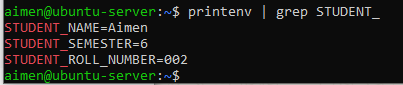 aimen@ubuntu-server:~$ printenv | grep STUDENT_
STUDENT_NAME=Aimen
STUDENT_SEMESTER=6
STUDENT_ROLL_NUMBER=002
aimen@ubuntu-server:~$